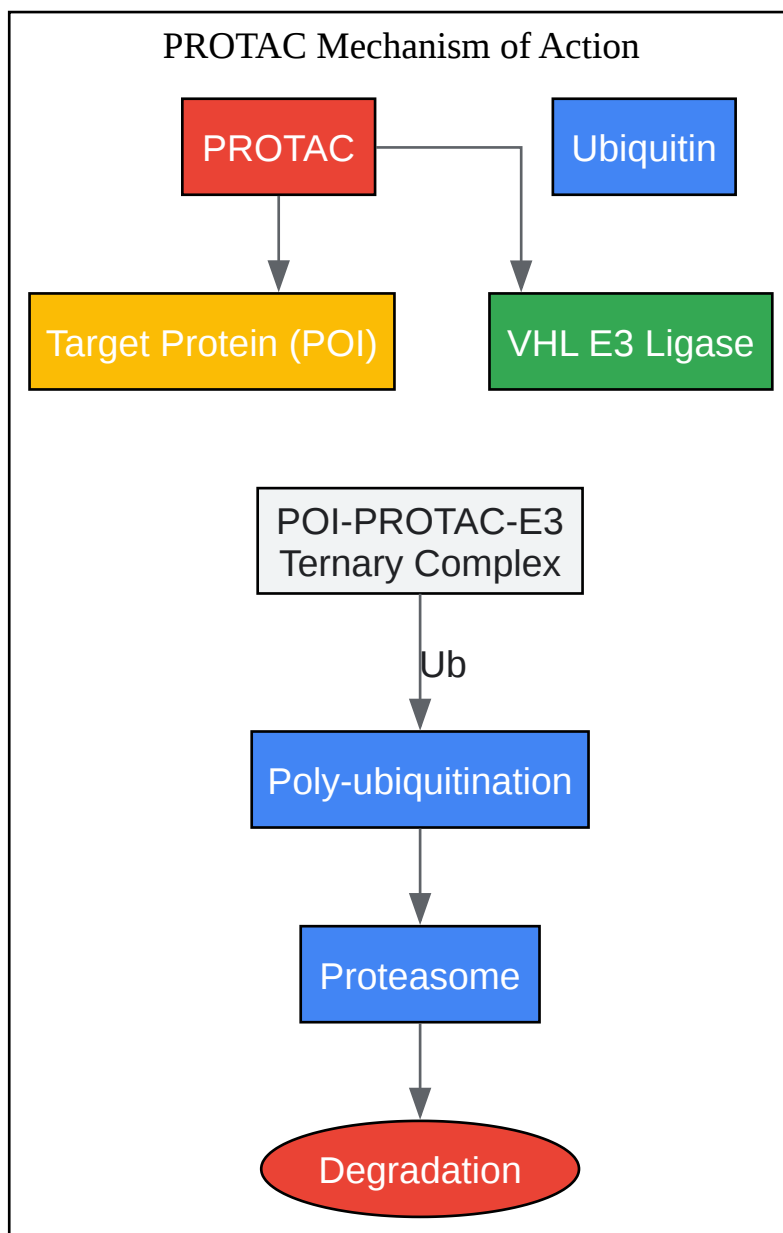 PROTAC Mechanism of Action
PROTAC
Ubiquitin
Target Protein (POI)
VHL E3 Ligase
POI-PROTAC-E3
Ternary Complex
Ub
Poly-ubiquitination
Proteasome
Degradation